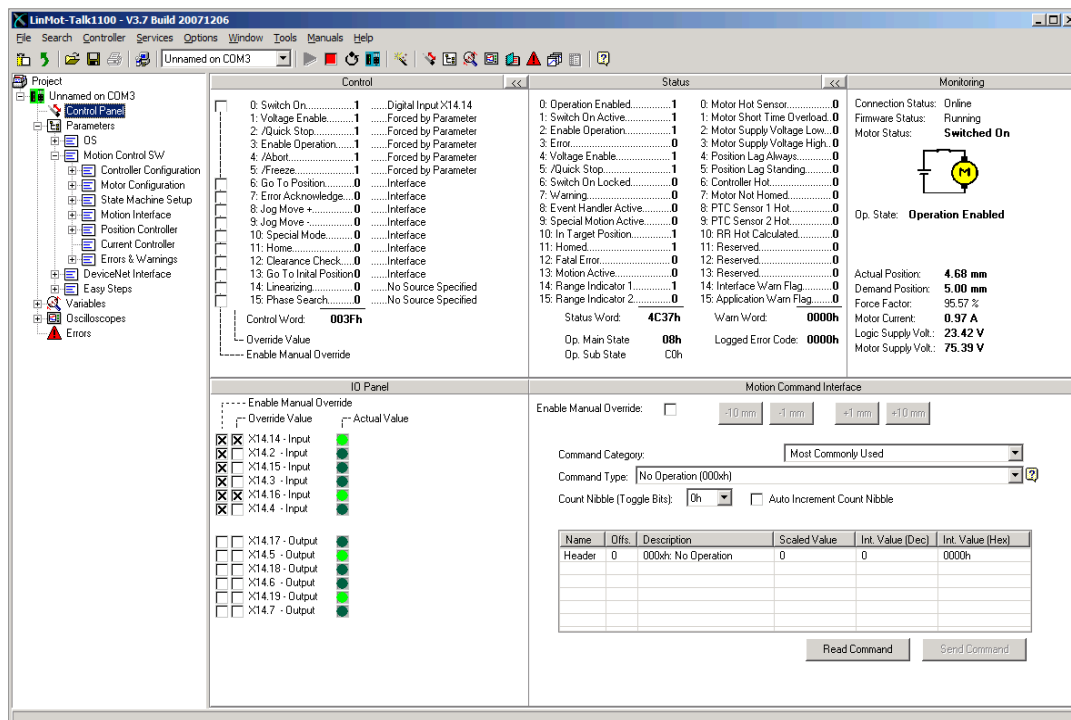 LinMot-Talk1100 - V3.7 Build 20071206
File Search Controller Services Options Window Tools Manuals Help
Unnamed on COM3
Project
Unnamed on COM3
Control Panel
Parameters
OS
Motion Control SW
Controller Configuration
Motor Configuration
State Machine Setup
Motion Interface
Position Controller
Current Controller
Errors & Warnings
DeviceNet Interface
Easy Steps
Variables
Oscilloscopes
Errors
Control <<
0: Switch On.............1 .....Digital Input X14.14
1: Voltage Enable......1 .....Forced by Parameter
2: /Quick Stop............1 .....Forced by Parameter
3: Enable Operation...1 .....Forced by Parameter
4: /Abort....................1 .....Forced by Parameter
5: /Freeze.................1 .....Forced by Parameter
6: Go To Position.......0 .....Interface
7: Error Acknowledge..0 .....Interface
8: Jog Move +...........0 .....Interface
9: Jog Move -............0 .....Interface
10: Special Mode.......0 .....Interface
11: Home..................0 .....Interface
12: Clearance Check...0 .....Interface
13: Go To Inital Position0 .....Interface
14: Linearizing...........0 .....No Source Specified
15: Phase Search.......0 .....No Source Specified
Control Word: 003Fh
Override Value
Enable Manual Override
Status <<
0: Operation Enabled..........1
1: Switch On Active............1
2: Enable Operation............1
3: Error..............................0
4: Voltage Enable...............1
5: /Quick Stop....................1
6: Switch On Locked..........0
7: Warning.........................0
8: Event Handler Active......0
9: Special Motion Active.....0
10: In Target Position..........1
11: Homed.........................1
12: Fatal Error.....................0
13: Motion Active................0
14: Range Indicator 1..........1
15: Range Indicator 2..........0
Status Word: 4C37h
Op. Main State 08h
Op. Sub State C0h
0: Motor Hot Sensor...........0
1: Motor Short Time Overload..0
2: Motor Supply Voltage Low...0
3: Motor Supply Voltage High..0
4: Position Lag Always........0
5: Position Lag Standing......0
6: Controller Hot.................0
7: Motor Not Homed...........0
8: PTC Sensor 1 Hot...........0
9: PTC Sensor 2 Hot...........0
10: RR Hot Calculated.........0
11: Reserved......................0
12: Reserved......................0
13: Reserved......................0
14: Interface Warn Flag.......0
15: Application Warn Flag....0
Warn Word: 0000h
Logged Error Code: 0000h
Monitoring
Connection Status: Online
Firmware Status: Running
Motor Status: Switched On
M
Op. State: Operation Enabled
Actual Position: 4.68 mm
Demand Position: 5.00 mm
Force Factor: 95.57 %
Motor Current: 0.97 A
Logic Supply Volt.: 23.42 V
Motor Supply Volt.: 75.39 V
IO Panel
Enable Manual Override
Override Value Actual Value
X14.14 - Input
X14.2 - Input
X14.15 - Input
X14.3 - Input
X14.16 - Input
X14.4 - Input
X14.17 - Output
X14.5 - Output
X14.18 - Output
X14.6 - Output
X14.19 - Output
X14.7 - Output
Motion Command Interface
Enable Manual Override: -10 mm -1 mm +1 mm +10 mm
Command Category: Most Commonly Used
Command Type: No Operation (000xh)
Count Nibble (Toggle Bits): 0h Auto Increment Count Nibble
Name Offs. Description Scaled Value Int. Value (Dec) Int. Value (Hex)
Header 0 000xh: No Operation 0 0 0000h
Read Command Send Command